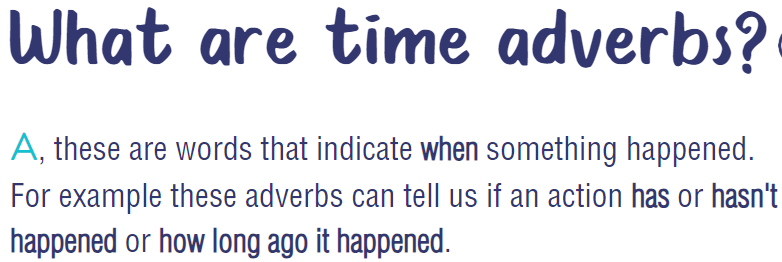 What are time adverbs?
A, these are words that indicate when something happened.
For example these adverbs can tell us if an action has or hasn't
happened or how long ago it happened.